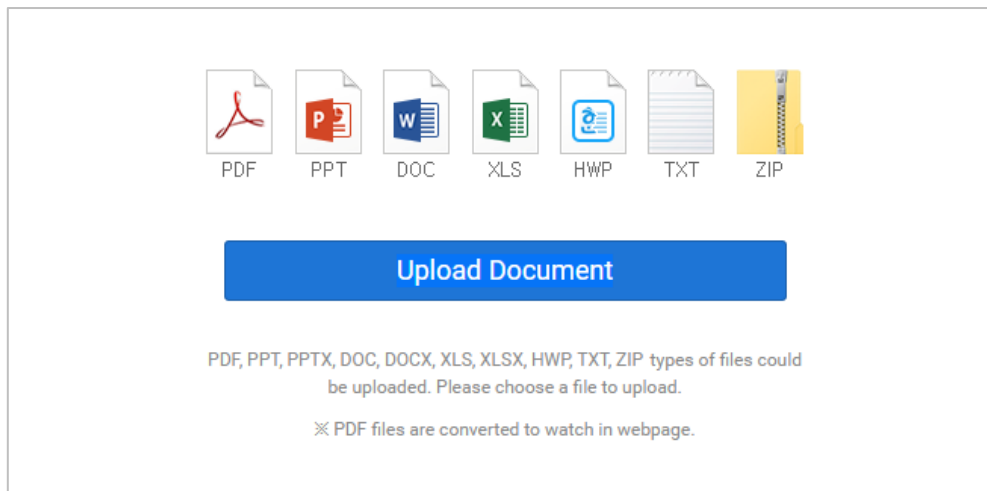 PDF PPT DOC XLS HWP TXT ZIP
Upload Document
PDF, PPT, PPTX, DOC, DOCX, XLS, XLSX, HWP, TXT, ZIP types of files could
be uploaded. Please choose a file to upload.
※ PDF files are converted to watch in webpage.